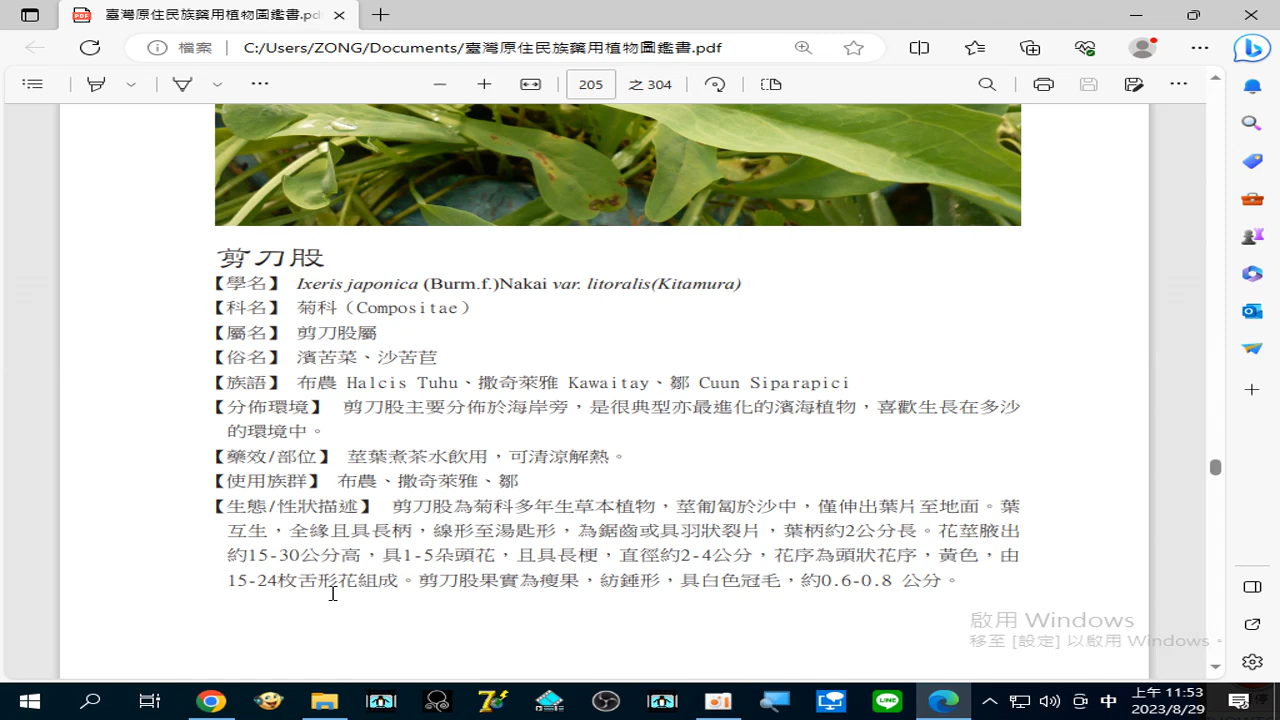 臺灣原住民族藥用植物圖鑑書.pdf
檔案 C:/Users/ZONG/Documents/臺灣原住民族藥用植物圖鑑書.pdf
205 之 304
剪刀股
【學名】 Ixeris japonica (Burm.f.)Nakai var. litoralis(Kitamura)
【科名】 菊科（Compositae）
【屬名】 剪刀股屬
【俗名】 濱苦菜、沙苦苣
【族語】 布農 Halcis Tuhu、撒奇萊雅 Kawaitay、鄒 Cuun Siparapici
【分佈環境】 剪刀股主要分佈於海岸旁，是很典型亦最進化的濱海植物，喜歡生長在多沙
的環境中。
【藥效/部位】 莖葉煮茶水飲用，可清涼解熱。
【使用族群】 布農、撒奇萊雅、鄒
【生態/性狀描述】 剪刀股為菊科多年生草本植物，莖匍匐於沙中，僅伸出葉片至地面。葉
互生，全緣且具長柄，線形至湯匙形，為鋸齒或具羽狀裂片，葉柄約2公分長。花莖腋出
約15-30公分高，具1-5朵頭花，且具長梗，直徑約2-4公分，花序為頭狀花序，黃色，由
15-24枚舌形花組成。剪刀股果實為瘦果，紡錘形，具白色冠毛，約0.6-0.8 公分。
啟用 Windows
移至 [設定] 以啟用 Windows。
中
上午 11:53
2023/8/29